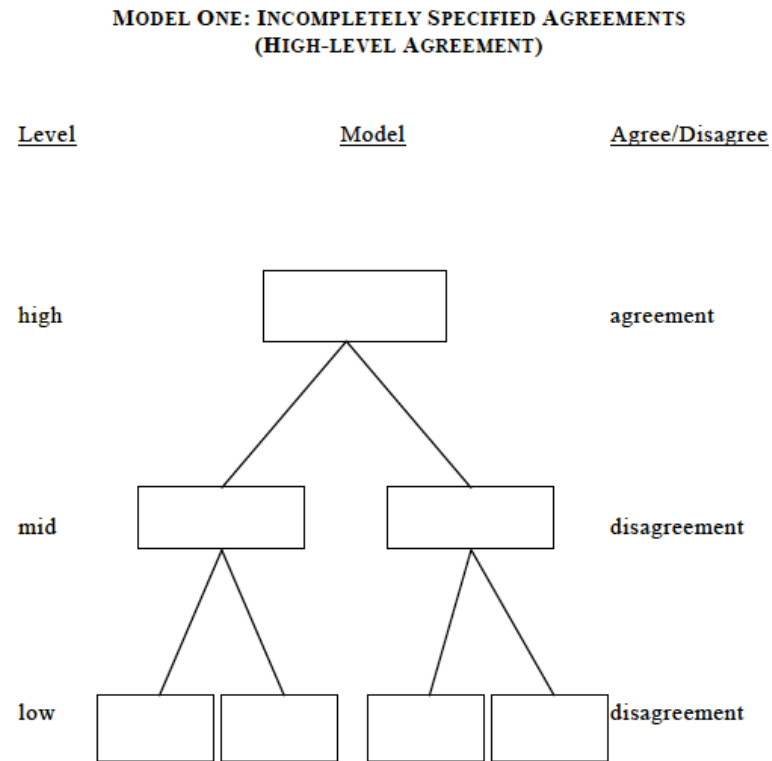 MODEL ONE: INCOMPLETELY SPECIFIED AGREEMENTS
(HIGH-LEVEL AGREEMENT)
Level Model Agree/Disagree
high agreement
mid disagreement
low disagreement